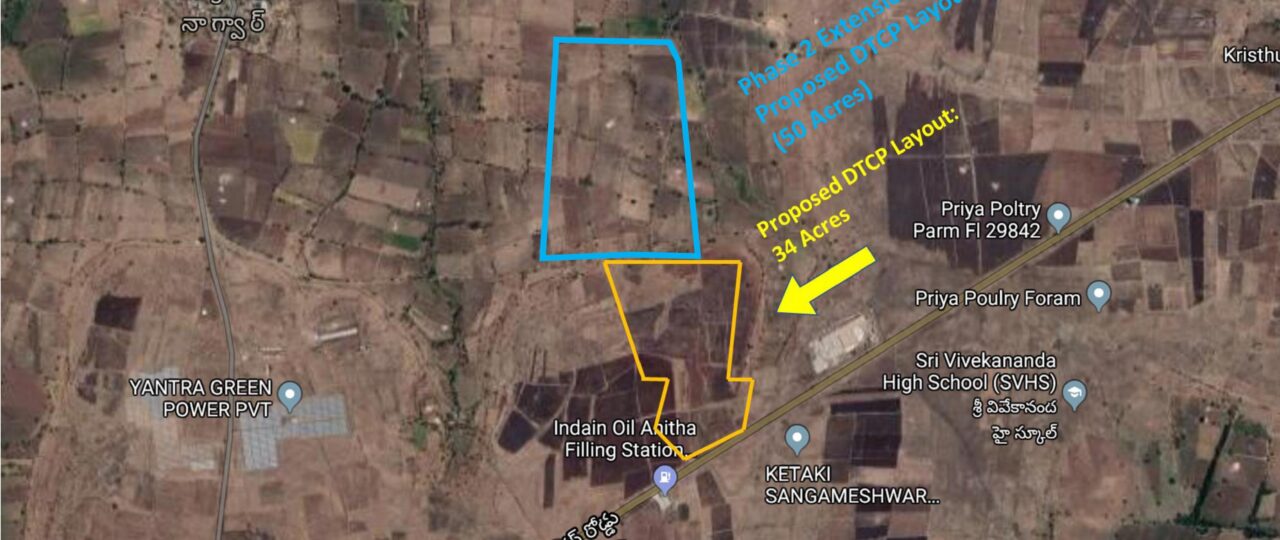 నా గ్వా ర్
Phase 2 Extension
Proposed DTCP Layout
(50 Acres)
Kristhu
Proposed DTCP Layout:
34 Acres
Priya Poltry
Parm Fl 29842
Priya Poulry Foram
Sri Vivekananda
High School (SVHS)
శ్రీ వివేకానంద
హై స్కూల్
YANTRA GREEN
POWER PVT
Indain Oil Anitha
Filling Station..
KETAKI
SANGAMESHWAR...
రోడ్డు